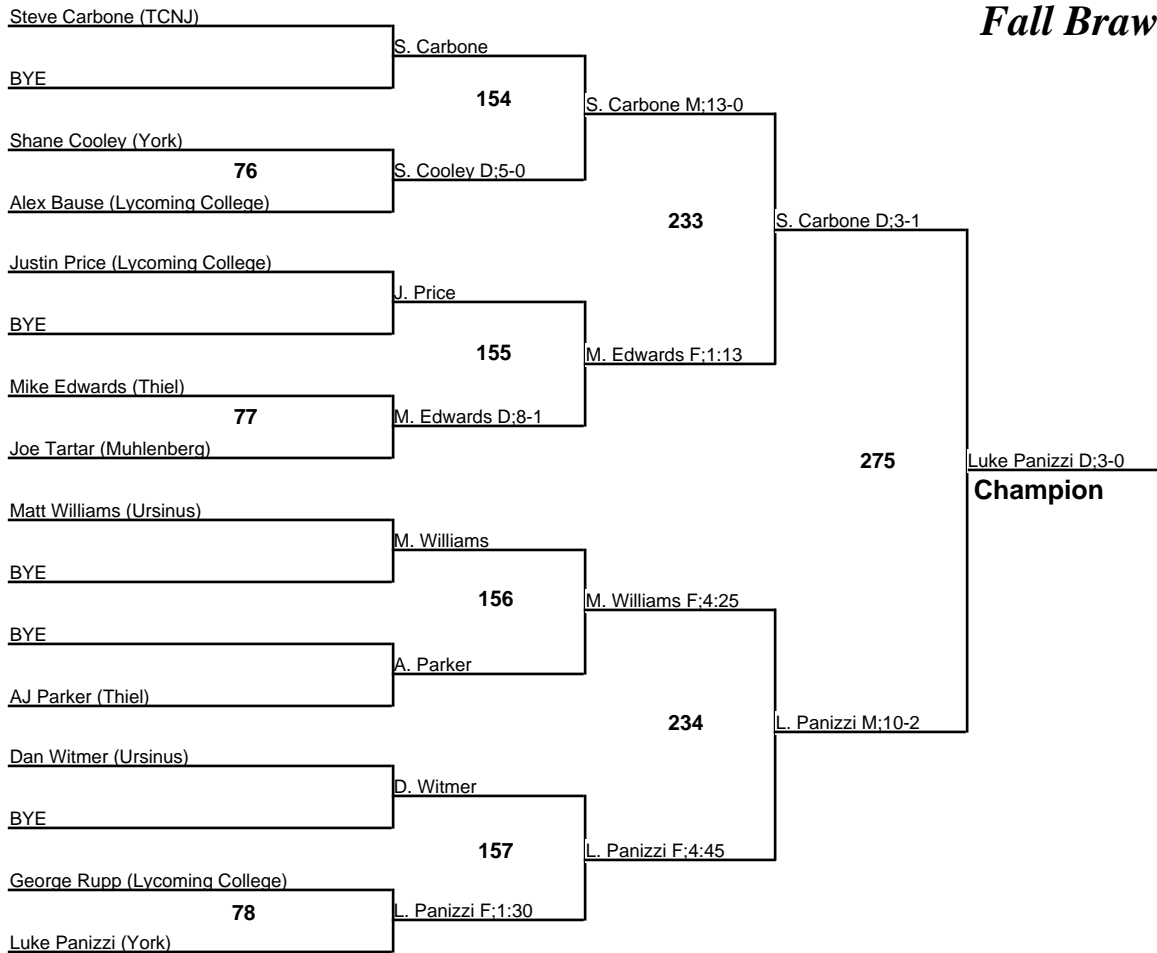 Fall Braw
Steve Carbone (TCNJ)
BYE
Shane Cooley (York)
76
Alex Bause (Lycoming College)
Justin Price (Lycoming College)
BYE
Mike Edwards (Thiel)
77
Joe Tartar (Muhlenberg)
Matt Williams (Ursinus)
BYE
BYE
AJ Parker (Thiel)
Dan Witmer (Ursinus)
BYE
George Rupp (Lycoming College)
78
Luke Panizzi (York)
S. Carbone
154
S. Cooley D;5-0
J. Price
155
M. Edwards D;8-1
M. Williams
156
A. Parker
D. Witmer
157
L. Panizzi F;1:30
S. Carbone M;13-0
233
M. Edwards F;1:13
M. Williams F;4:25
234
L. Panizzi F;4:45
S. Carbone D;3-1
275
L. Panizzi M;10-2
Luke Panizzi D;3-0
Champion